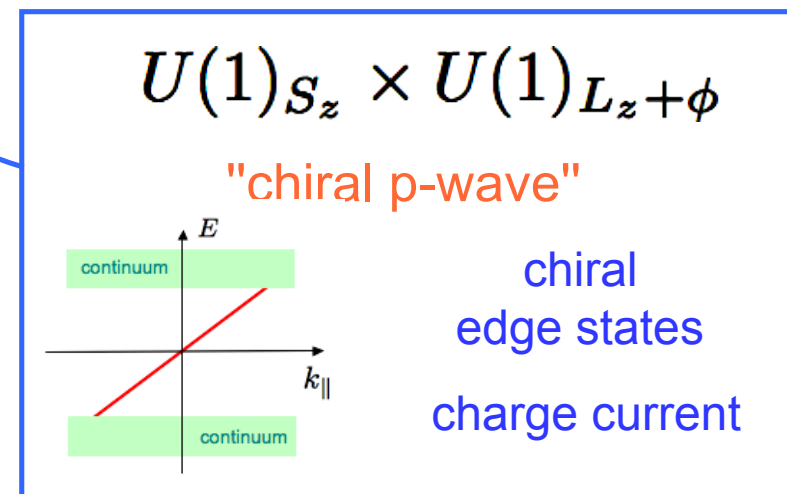 U(1)_{S_z} × U(1)_{L_z+ϕ}
"chiral p-wave"
E
continuum
chiral
edge states
k_∥
charge current
continuum